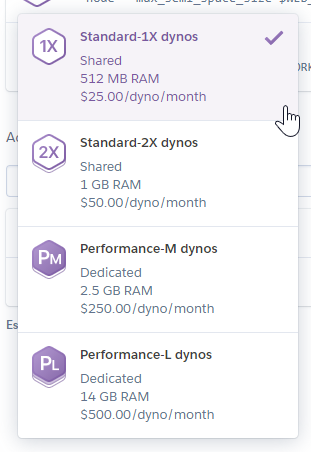 1X
Standard-1X dynos
Shared
512 MB RAM
$25.00/dyno/month
2X
Standard-2X dynos
Shared
1 GB RAM
$50.00/dyno/month
PM
Performance-M dynos
Dedicated
2.5 GB RAM
$250.00/dyno/month
PL
Performance-L dynos
Dedicated
14 GB RAM
$500.00/dyno/month